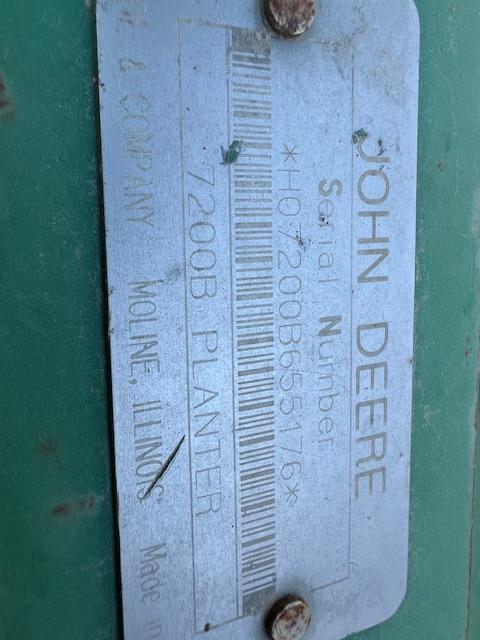 JOHN DEERE
Serial Number
*H07200B655176*
7200B PLANTER
& COMPANY MOLINE, ILLINOIS Made